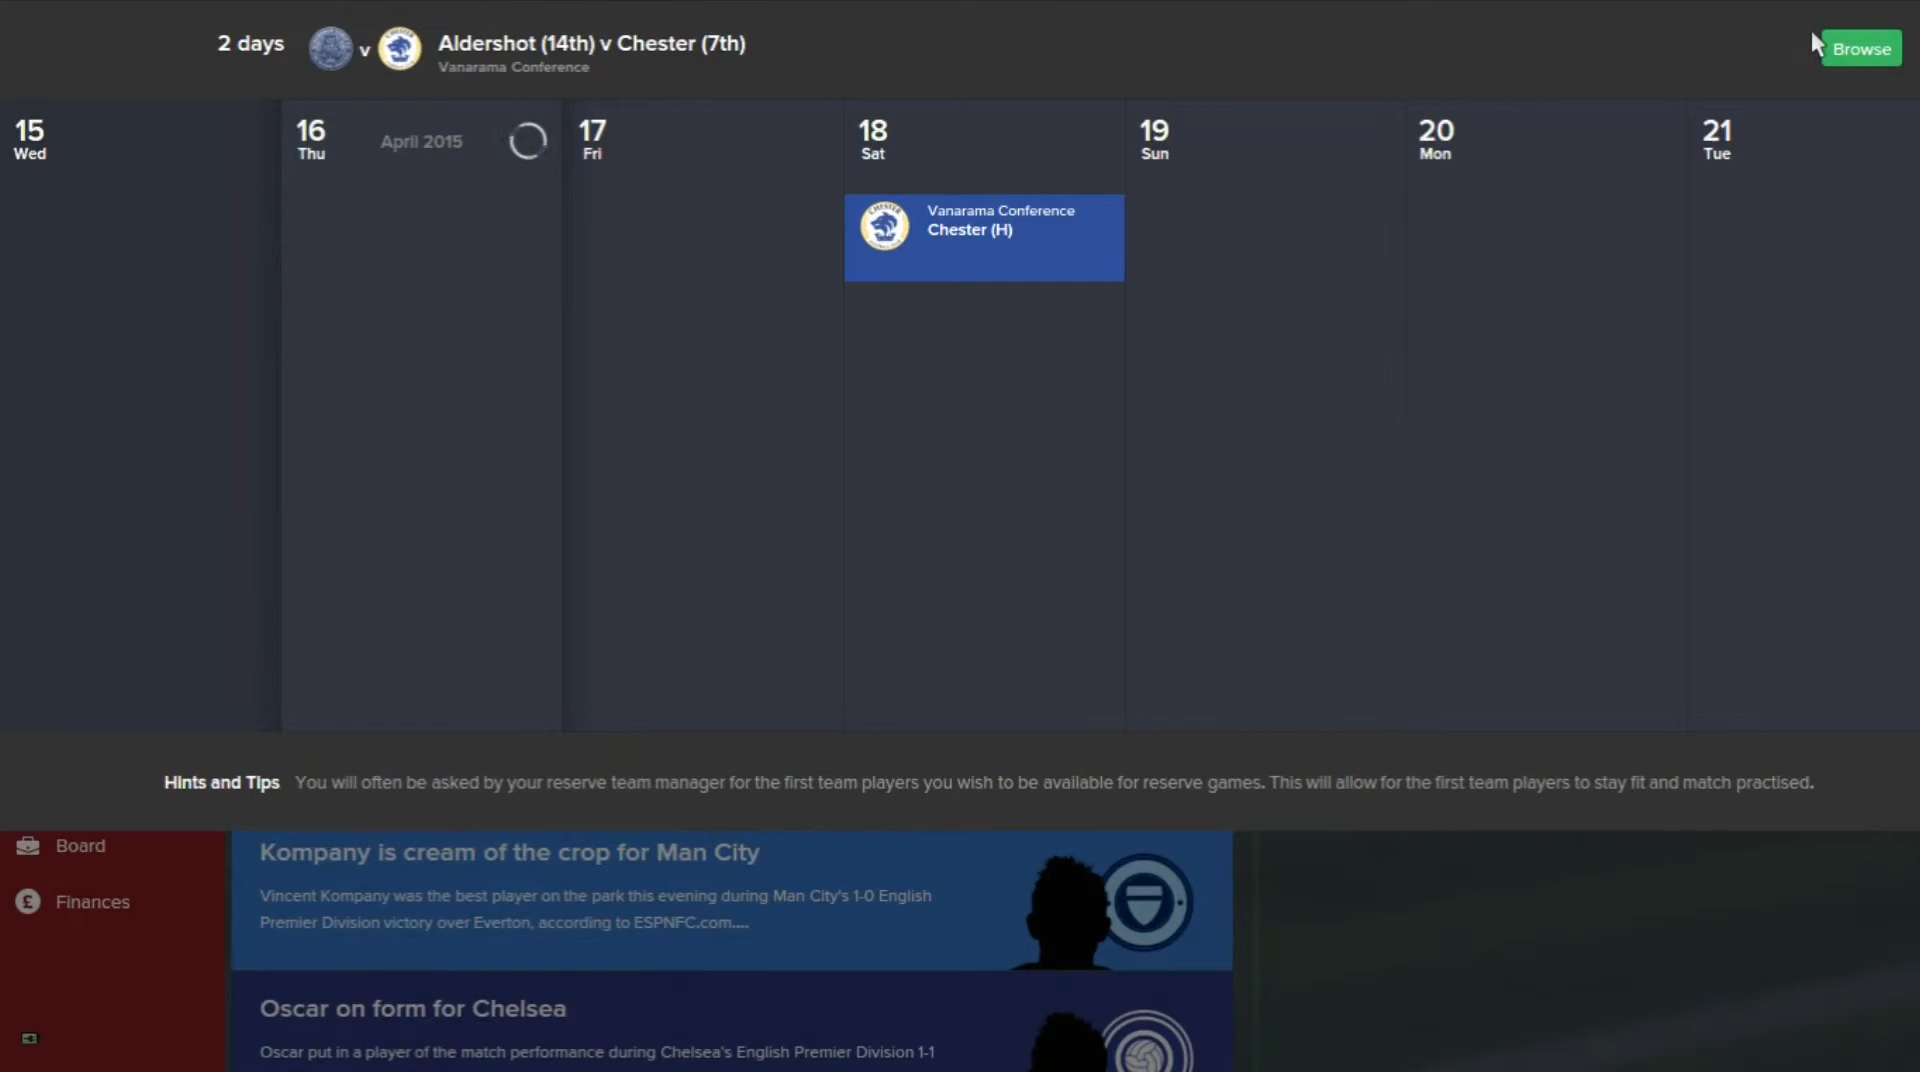 2 days
v
Aldershot (14th) v Chester (7th)
Vanarama Conference
Browse
15
Wed
16
Thu
April 2015
17
Fri
18
Sat
19
Sun
20
Mon
21
Tue
CHESTER
Vanarama Conference
Chester (H)
Hints and Tips You will often be asked by your reserve team manager for the first team players you wish to be available for reserve games. This will allow for the first team players to stay fit and match practised.
Board
Finances
Kompany is cream of the crop for Man City
Vincent Kompany was the best player on the park this evening during Man City's 1-0 English
Premier Division victory over Everton, according to ESPNFC.com....
Oscar on form for Chelsea
Oscar put in a player of the match performance during Chelsea's English Premier Division 1-1